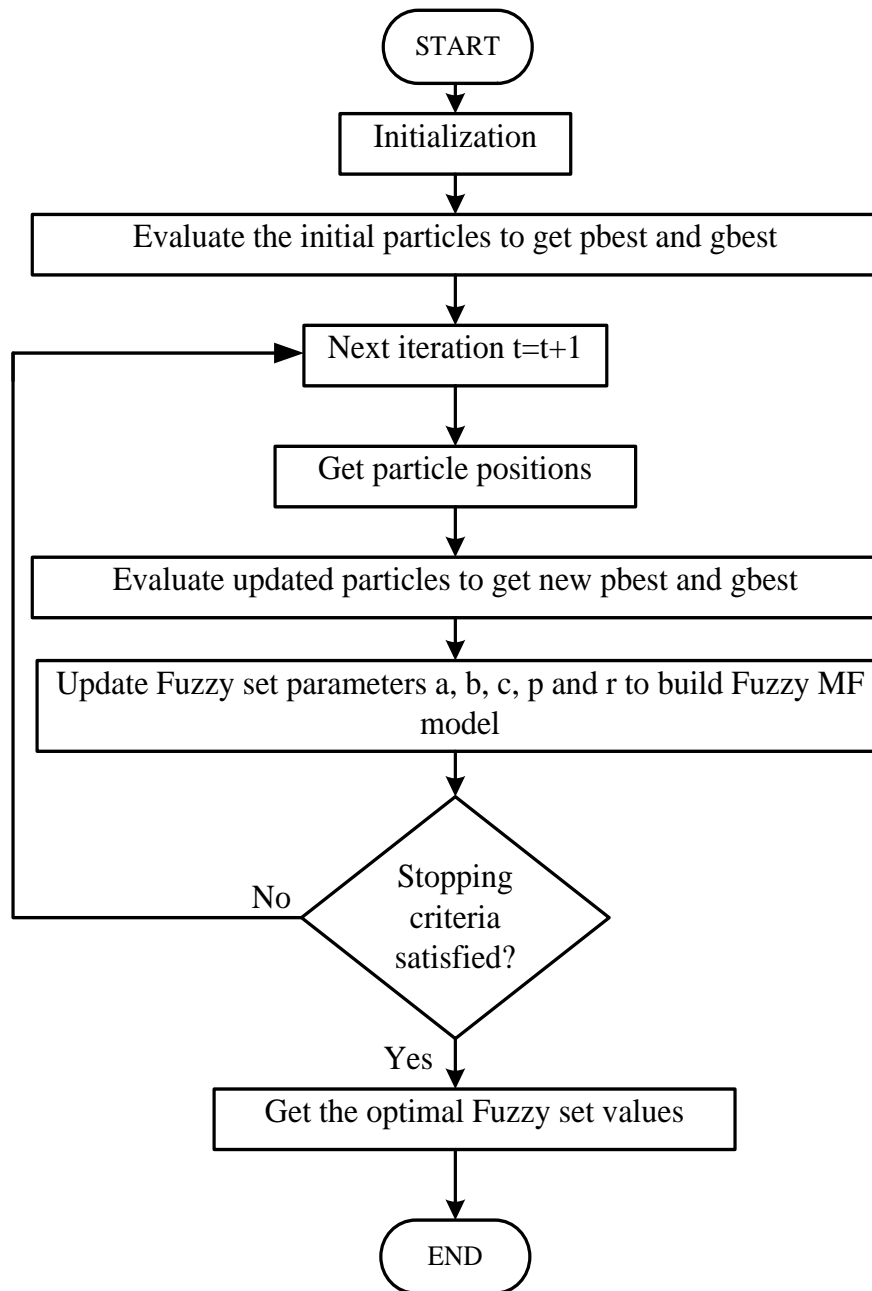 START
Initialization
Evaluate the initial particles to get pbest and gbest
Next iteration t=t+1
Get particle positions
Evaluate updated particles to get new pbest and gbest
Update Fuzzy set parameters a, b, c, p and r to build Fuzzy MF
model
Stopping
No
criteria
satisfied?
Yes
Get the optimal Fuzzy set values
END